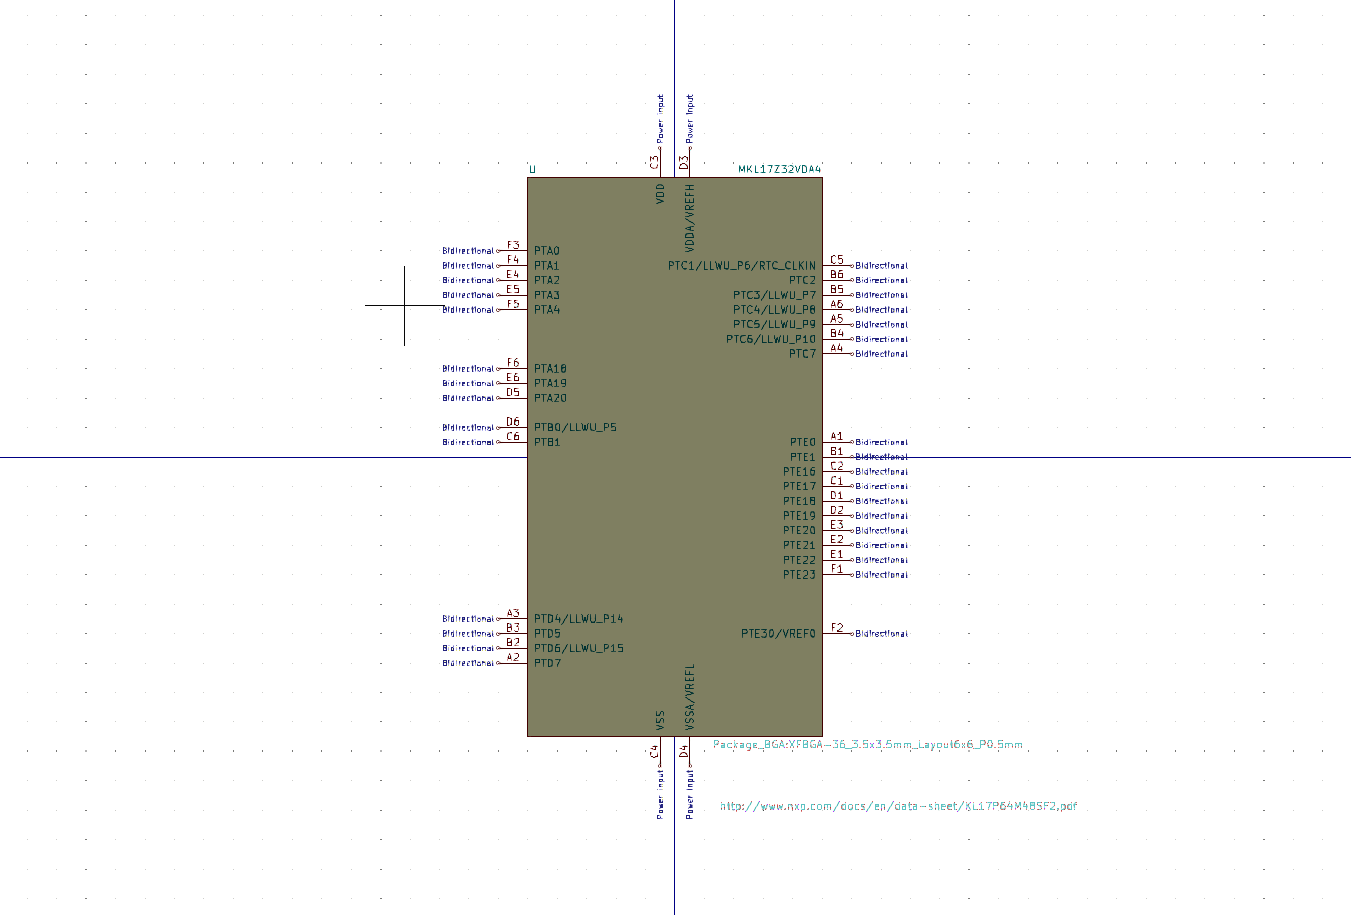 Power Input Power Input
C3 D3
U MKL17Z32VDA4
VDD VDDA/VREFH
Bidirectional F3 PTA0
Bidirectional F4 PTA1 PTC1/LLWU_P6/RTC_CLKIN C5 Bidirectional
Bidirectional E4 PTA2 PTC2 B6 Bidirectional
Bidirectional E5 PTA3 PTC3/LLWU_P7 B5 Bidirectional
Bidirectional F5 PTA4 PTC4/LLWU_P8 A6 Bidirectional
PTC5/LLWU_P9 A5 Bidirectional
PTC6/LLWU_P10 B4 Bidirectional
PTC7 A4 Bidirectional
Bidirectional F6 PTA18
Bidirectional E6 PTA19
Bidirectional D5 PTA20
Bidirectional D6 PTB0/LLWU_P5
Bidirectional C6 PTB1 PTE0 A1 Bidirectional
PTE1 B1 Bidirectional
PTE16 C2 Bidirectional
PTE17 C1 Bidirectional
PTE18 D1 Bidirectional
PTE19 D2 Bidirectional
PTE20 E3 Bidirectional
PTE21 E2 Bidirectional
PTE22 E1 Bidirectional
PTE23 F1 Bidirectional
Bidirectional A3 PTD4/LLWU_P14
Bidirectional B3 PTD5 PTE30/VREF0 F2 Bidirectional
Bidirectional B2 PTD6/LLWU_P15
Bidirectional A2 PTD7
VSS VSSA/VREFL
C4 D4
Package_BGA:XFBGA-36_3.5x3.5mm_Layout6x6_P0.5mm
Power Input Power Input
http://www.nxp.com/docs/en/data-sheet/KL17P64M48SF2.pdf